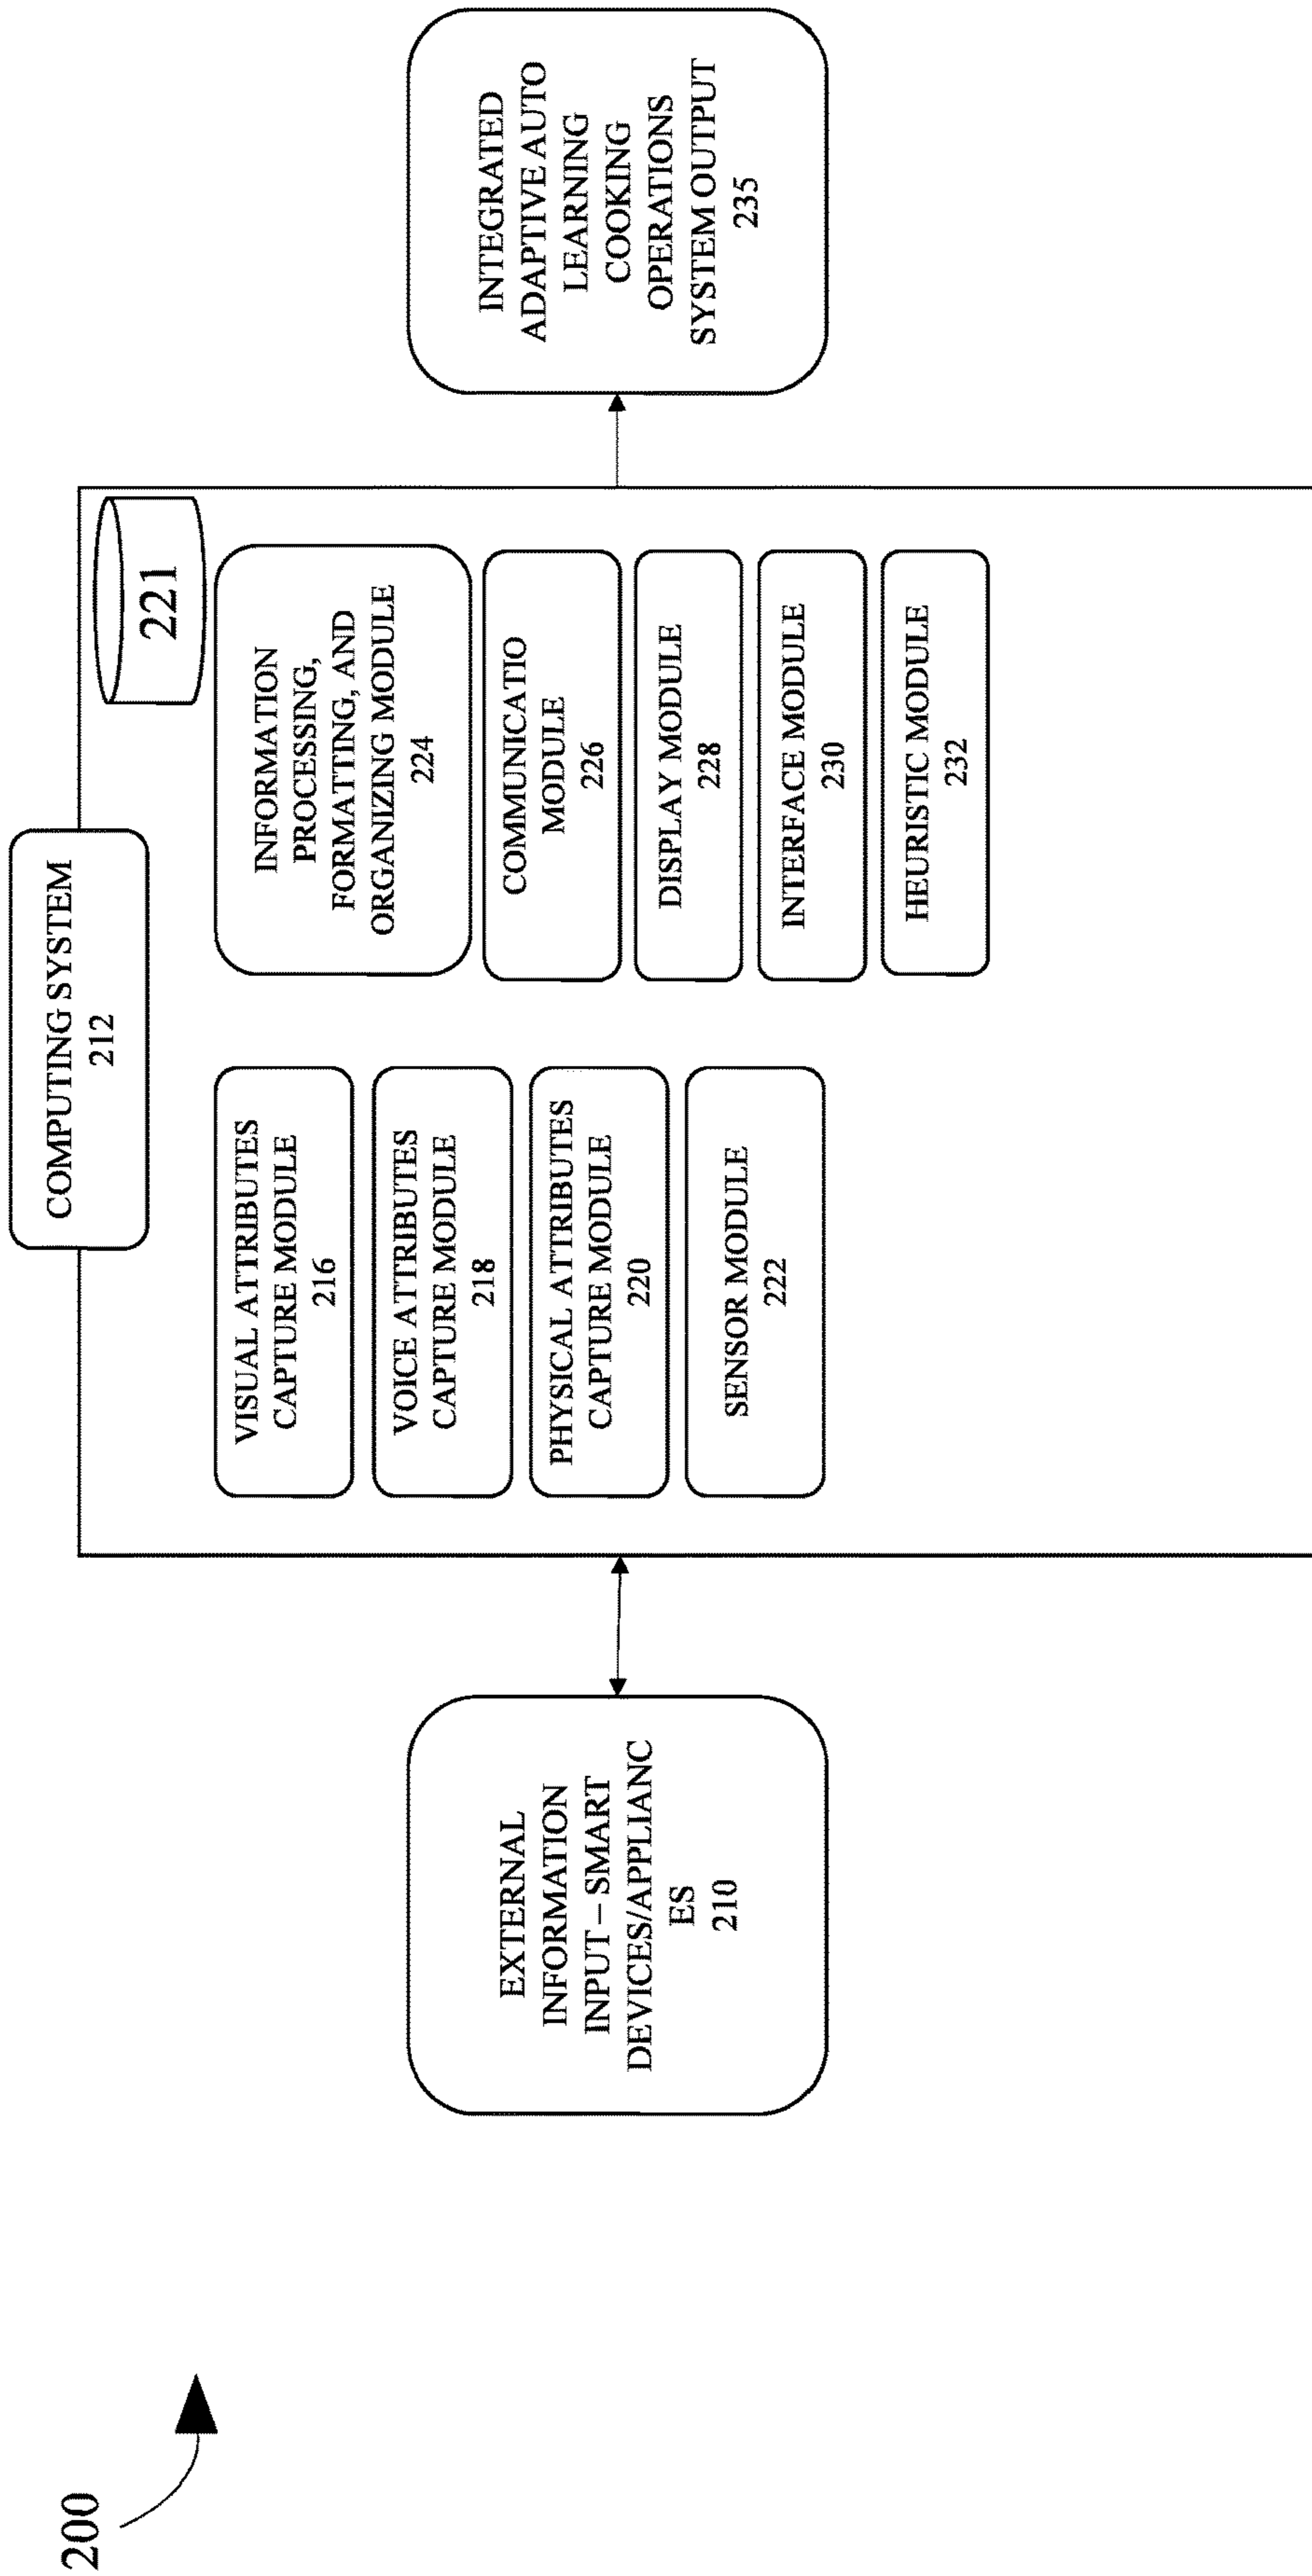 200
COMPUTING SYSTEM
212
EXTERNAL
INFORMATION
INPUT – SMART
DEVICES/APPLIANC
ES
210
VISUAL ATTRIBUTES
CAPTURE MODULE
216
VOICE ATTRIBUTES
CAPTURE MODULE
218
PHYSICAL ATTRIBUTES
CAPTURE MODULE
220
SENSOR MODULE
222
221
INFORMATION
PROCESSING,
FORMATTING, AND
ORGANIZING MODULE
224
COMMUNICATIO
MODULE
226
DISPLAY MODULE
228
INTERFACE MODULE
230
HEURISTIC MODULE
232
INTEGRATED
ADAPTIVE AUTO
LEARNING
COOKING
OPERATIONS
SYSTEM OUTPUT
235